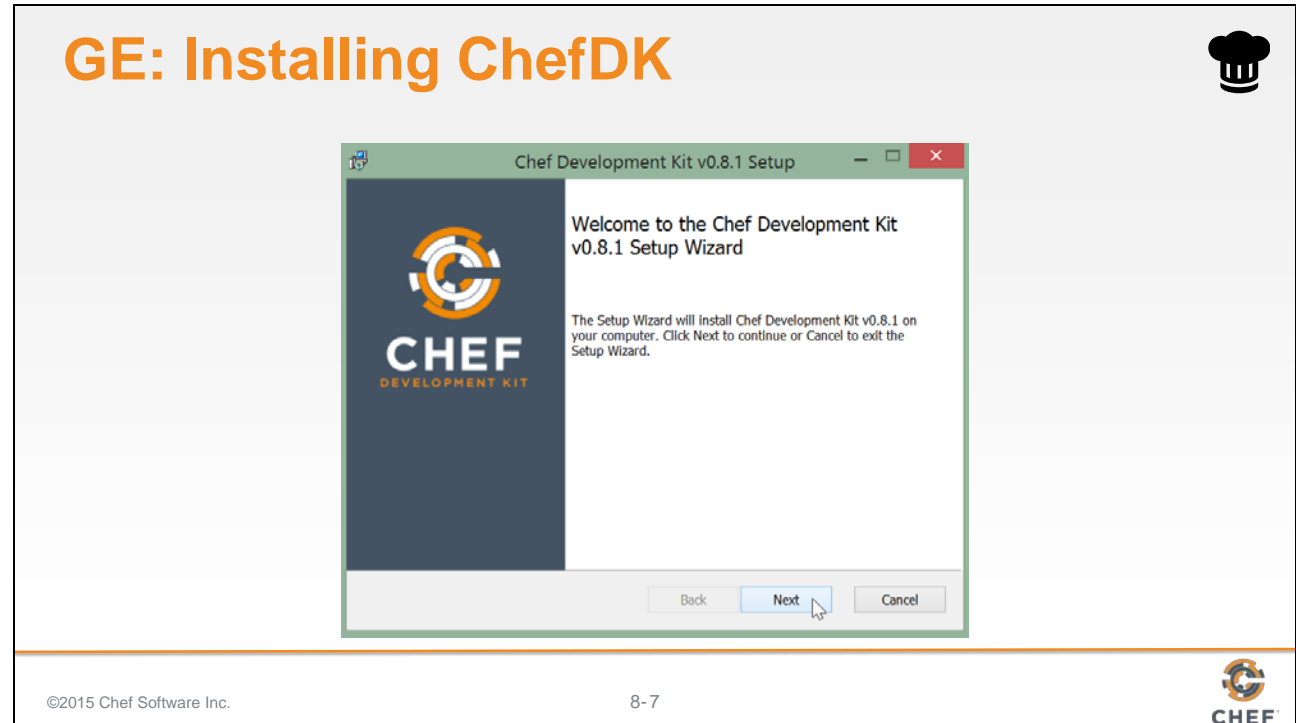 GE: Installing ChefDK
Chef Development Kit v0.8.1 Setup
Welcome to the Chef Development Kit
v0.8.1 Setup Wizard
The Setup Wizard will install Chef Development Kit v0.8.1 on
your computer. Click Next to continue or Cancel to exit the
Setup Wizard.
CHEF
DEVELOPMENT KIT
Back
Next
Cancel
©2015 Chef Software Inc.
8-7
CHEF